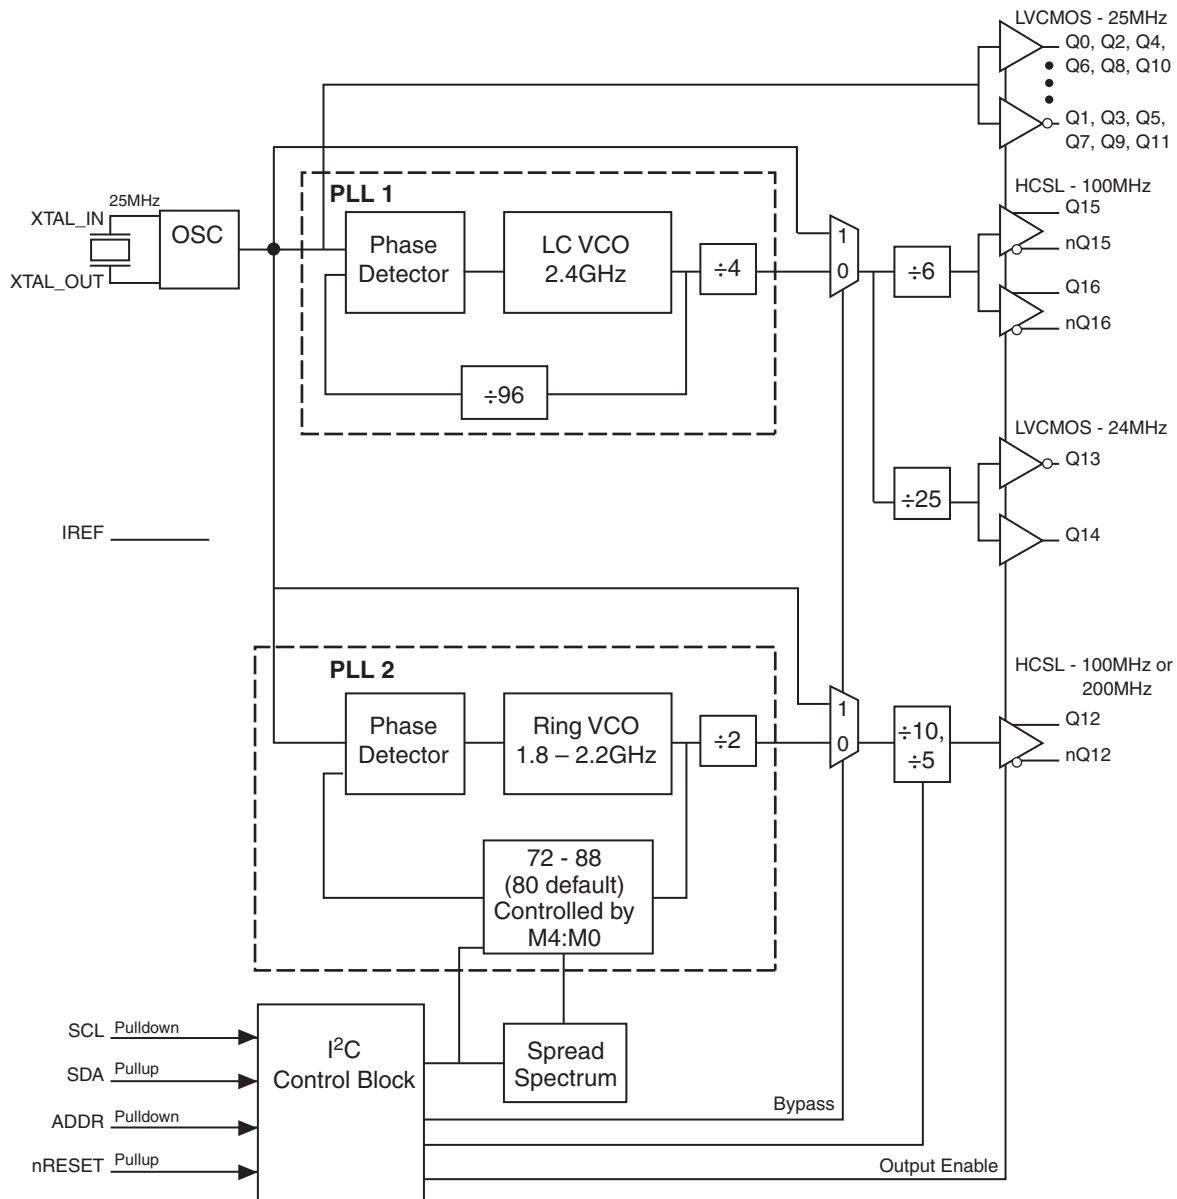 LVCMOS - 25MHz
Q0, Q2, Q4,
Q6, Q8, Q10
Q1, Q3, Q5,
Q7, Q9, Q11
PLL 1
HCSL - 100MHz
25MHz
XTAL_IN
OSC
XTAL_OUT
Phase
Detector
LC VCO
2.4GHz
÷4
1
0
÷6
Q15
nQ15
Q16
nQ16
÷96
LVCMOS - 24MHz
Q13
÷25
Q14
IREF
PLL 2
HCSL - 100MHz or
200MHz
Phase
Detector
Ring VCO
1.8 – 2.2GHz
÷2
1
0
÷10,
÷5
Q12
nQ12
72 - 88
(80 default)
Controlled by
M4:M0
SCL Pulldown
SDA Pullup
ADDR Pulldown
nRESET Pullup
I²C
Control Block
Spread
Spectrum
Bypass
Output Enable